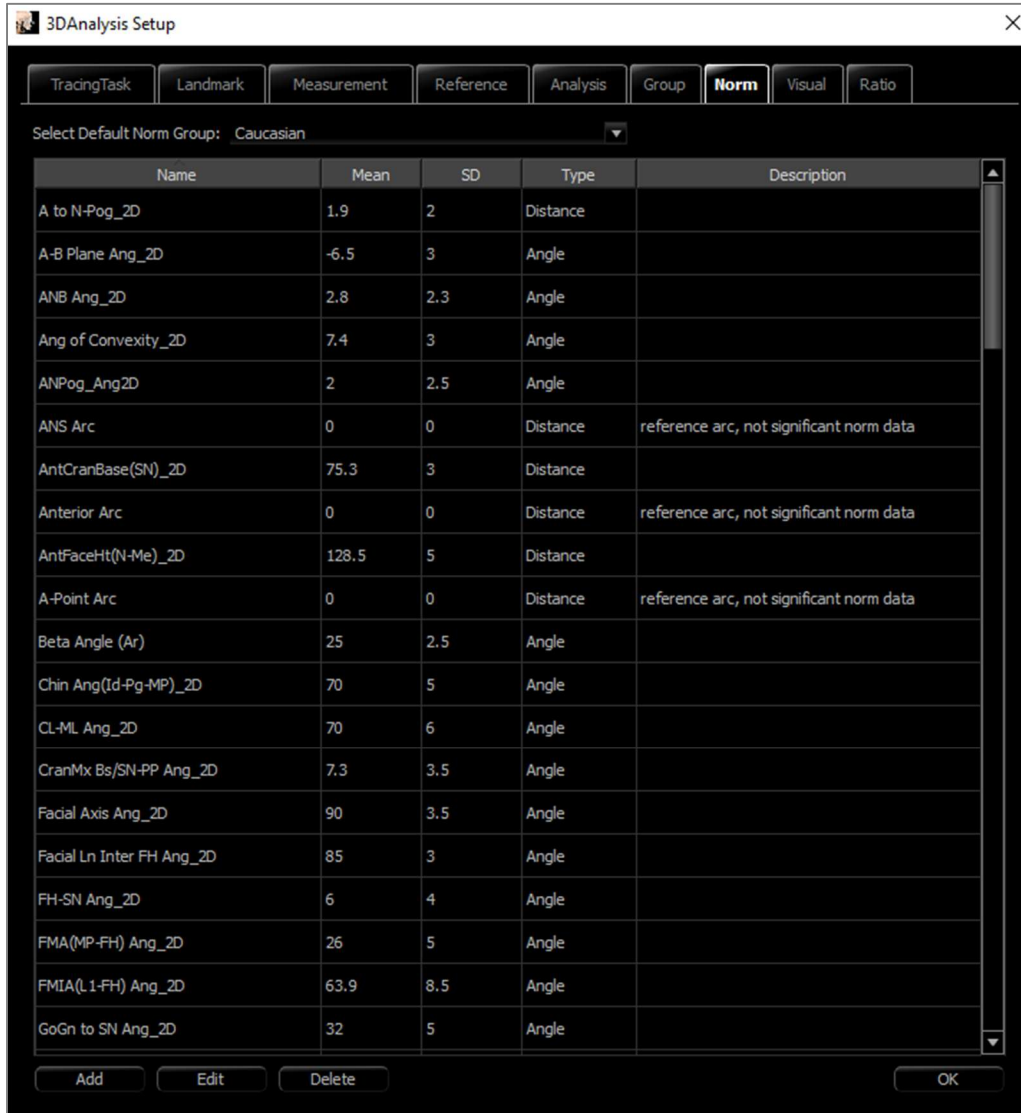 3DAnalysis Setup
TracingTask Landmark Measurement Reference Analysis Group Norm Visual Ratio
Select Default Norm Group: Caucasian
Name Mean SD Type Description
A to N-Pog_2D 1.9 2 Distance
A-B Plane Ang_2D -6.5 3 Angle
ANB Ang_2D 2.8 2.3 Angle
Ang of Convexity_2D 7.4 3 Angle
ANPog_Ang2D 2 2.5 Angle
ANS Arc 0 0 Distance reference arc, not significant norm data
AntCranBase(SN)_2D 75.3 3 Distance
Anterior Arc 0 0 Distance reference arc, not significant norm data
AntFaceHt(N-Me)_2D 128.5 5 Distance
A-Point Arc 0 0 Distance reference arc, not significant norm data
Beta Angle (Ar) 25 2.5 Angle
Chin Ang(Id-Pg-MP)_2D 70 5 Angle
CL-ML Ang_2D 70 6 Angle
CranMx Bs/SN-PP Ang_2D 7.3 3.5 Angle
Facial Axis Ang_2D 90 3.5 Angle
Facial Ln Inter FH Ang_2D 85 3 Angle
FH-SN Ang_2D 6 4 Angle
FMA(MP-FH) Ang_2D 26 5 Angle
FMIA(L1-FH) Ang_2D 63.9 8.5 Angle
GoGn to SN Ang_2D 32 5 Angle
Add Edit Delete OK